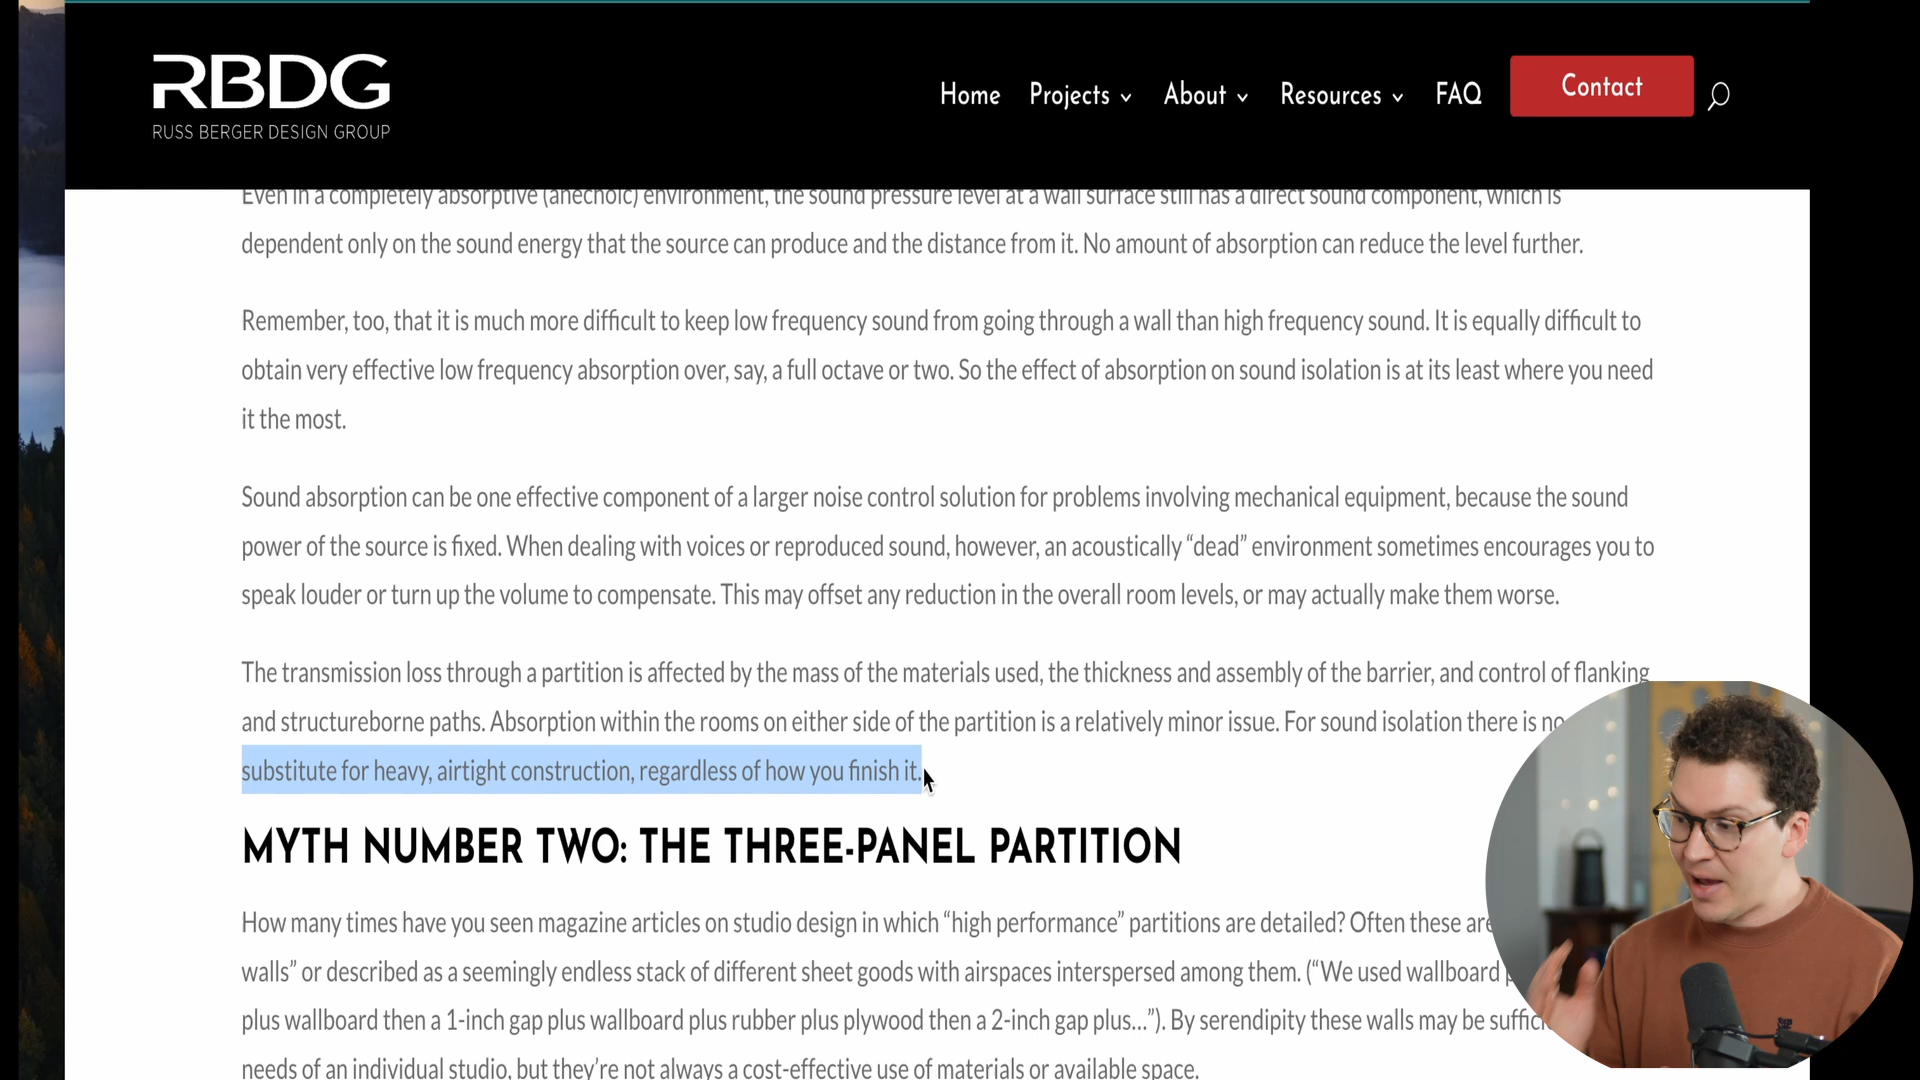 RBDG
RUSS BERGER DESIGN GROUP
Home Projects About Resources FAQ Contact
Even in a completely absorptive (anechoic) environment, the sound pressure level at a wall surface still has a direct sound component, which is
dependent only on the sound energy that the source can produce and the distance from it. No amount of absorption can reduce the level further.
Remember, too, that it is much more difficult to keep low frequency sound from going through a wall than high frequency sound. It is equally difficult to
obtain very effective low frequency absorption over, say, a full octave or two. So the effect of absorption on sound isolation is at its least where you need
it the most.
Sound absorption can be one effective component of a larger noise control solution for problems involving mechanical equipment, because the sound
power of the source is fixed. When dealing with voices or reproduced sound, however, an acoustically “dead” environment sometimes encourages you to
speak louder or turn up the volume to compensate. This may offset any reduction in the overall room levels, or may actually make them worse.
The transmission loss through a partition is affected by the mass of the materials used, the thickness and assembly of the barrier, and control of flanking
and structureborne paths. Absorption within the rooms on either side of the partition is a relatively minor issue. For sound isolation there is no
substitute for heavy, airtight construction, regardless of how you finish it.
MYTH NUMBER TWO: THE THREE-PANEL PARTITION
How many times have you seen magazine articles on studio design in which “high performance” partitions are detailed? Often these are
walls” or described as a seemingly endless stack of different sheet goods with airspaces interspersed among them. (“We used wallboard
plus wallboard then a 1-inch gap plus wallboard plus rubber plus plywood then a 2-inch gap plus...”). By serendipity these walls may be
needs of an individual studio, but they’re not always a cost-effective use of materials or available space.